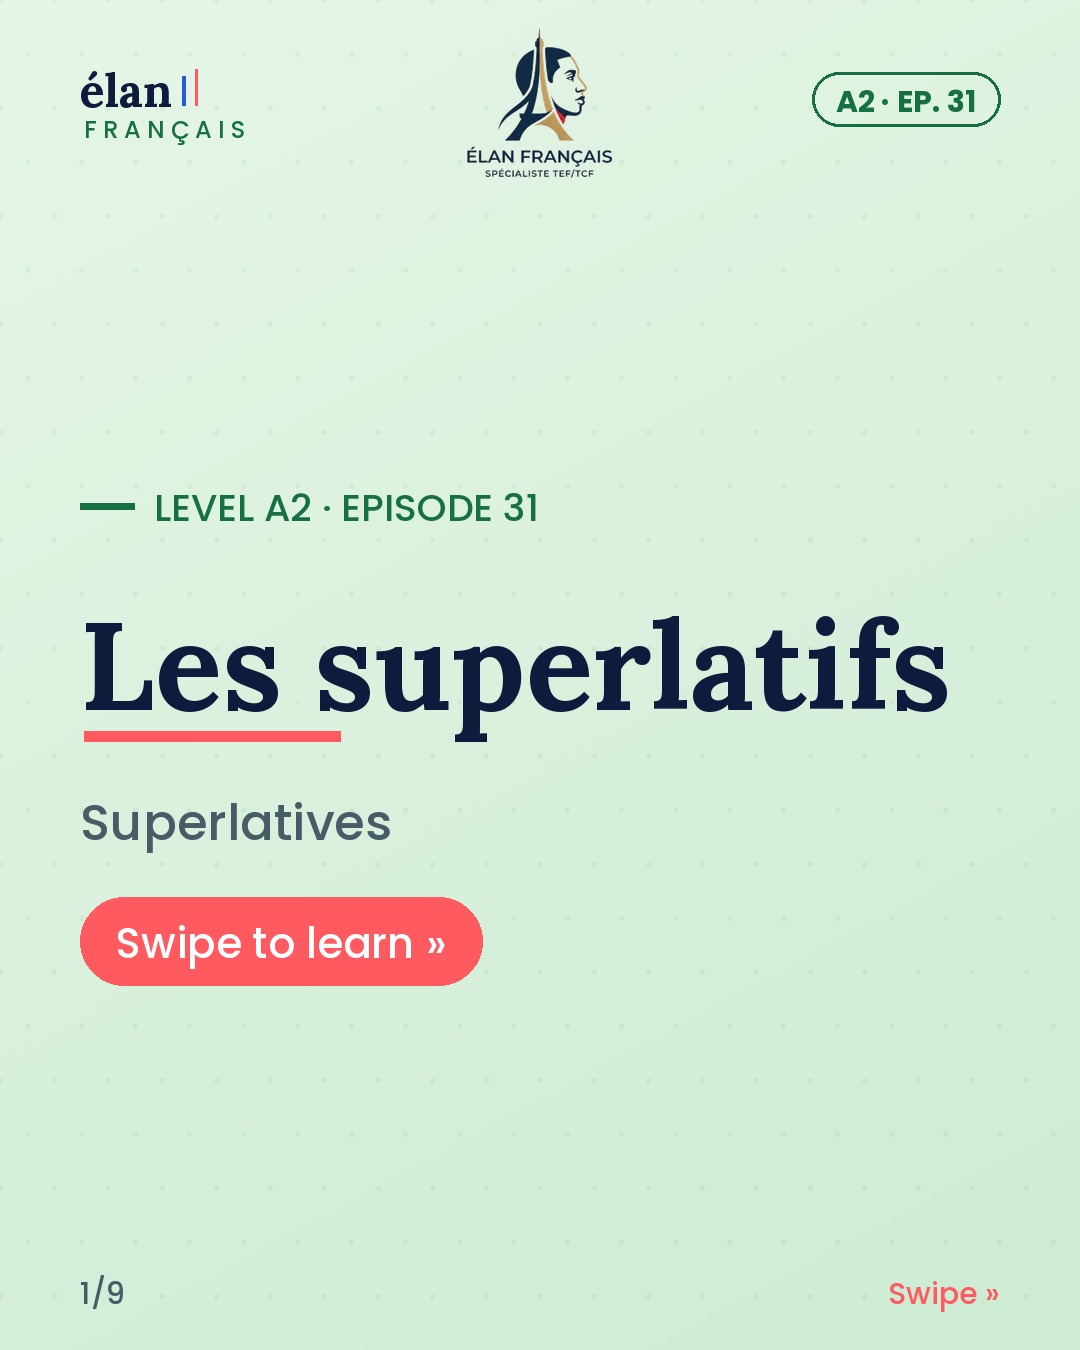 élan
FRANÇAIS
ÉLAN FRANÇAIS
SPÉCIALISTE TEF/TCF
A2 · EP. 31
LEVEL A2 · EPISODE 31
Les superlatifs
Superlatives
Swipe to learn »
1/9
Swipe »